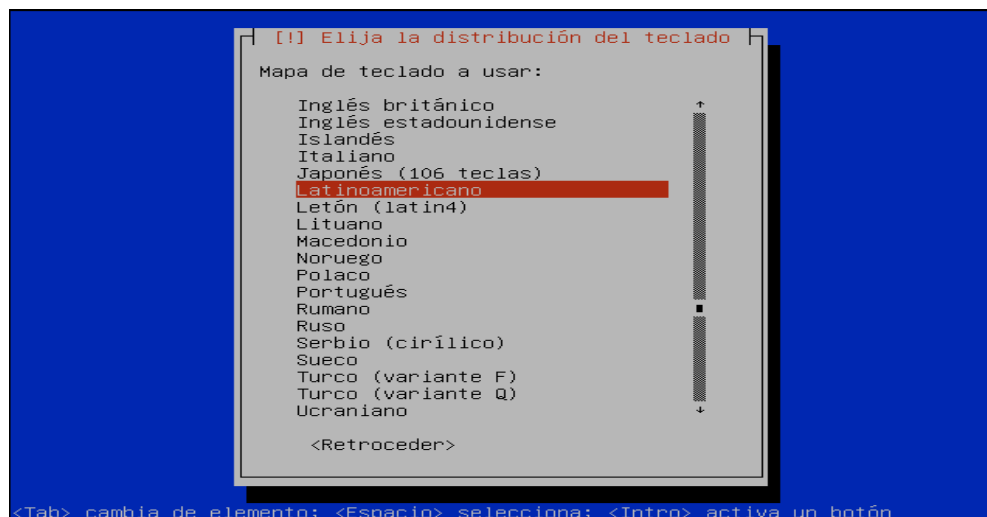 [!] Elija la distribución del teclado
Mapa de teclado a usar:
Inglés británico
Inglés estadounidense
Islandés
Italiano
Japonés (106 teclas)
Latinoamericano
Letón (latin4)
Lituano
Macedonio
Noruego
Polaco
Portugués
Rumano
Ruso
Serbio (cirílico)
Sueco
Turco (variante F)
Turco (variante Q)
Ucraniano
<Retroceder>
<Tab> cambia de elemento; <Espacio> selecciona; <Intro> activa un botón